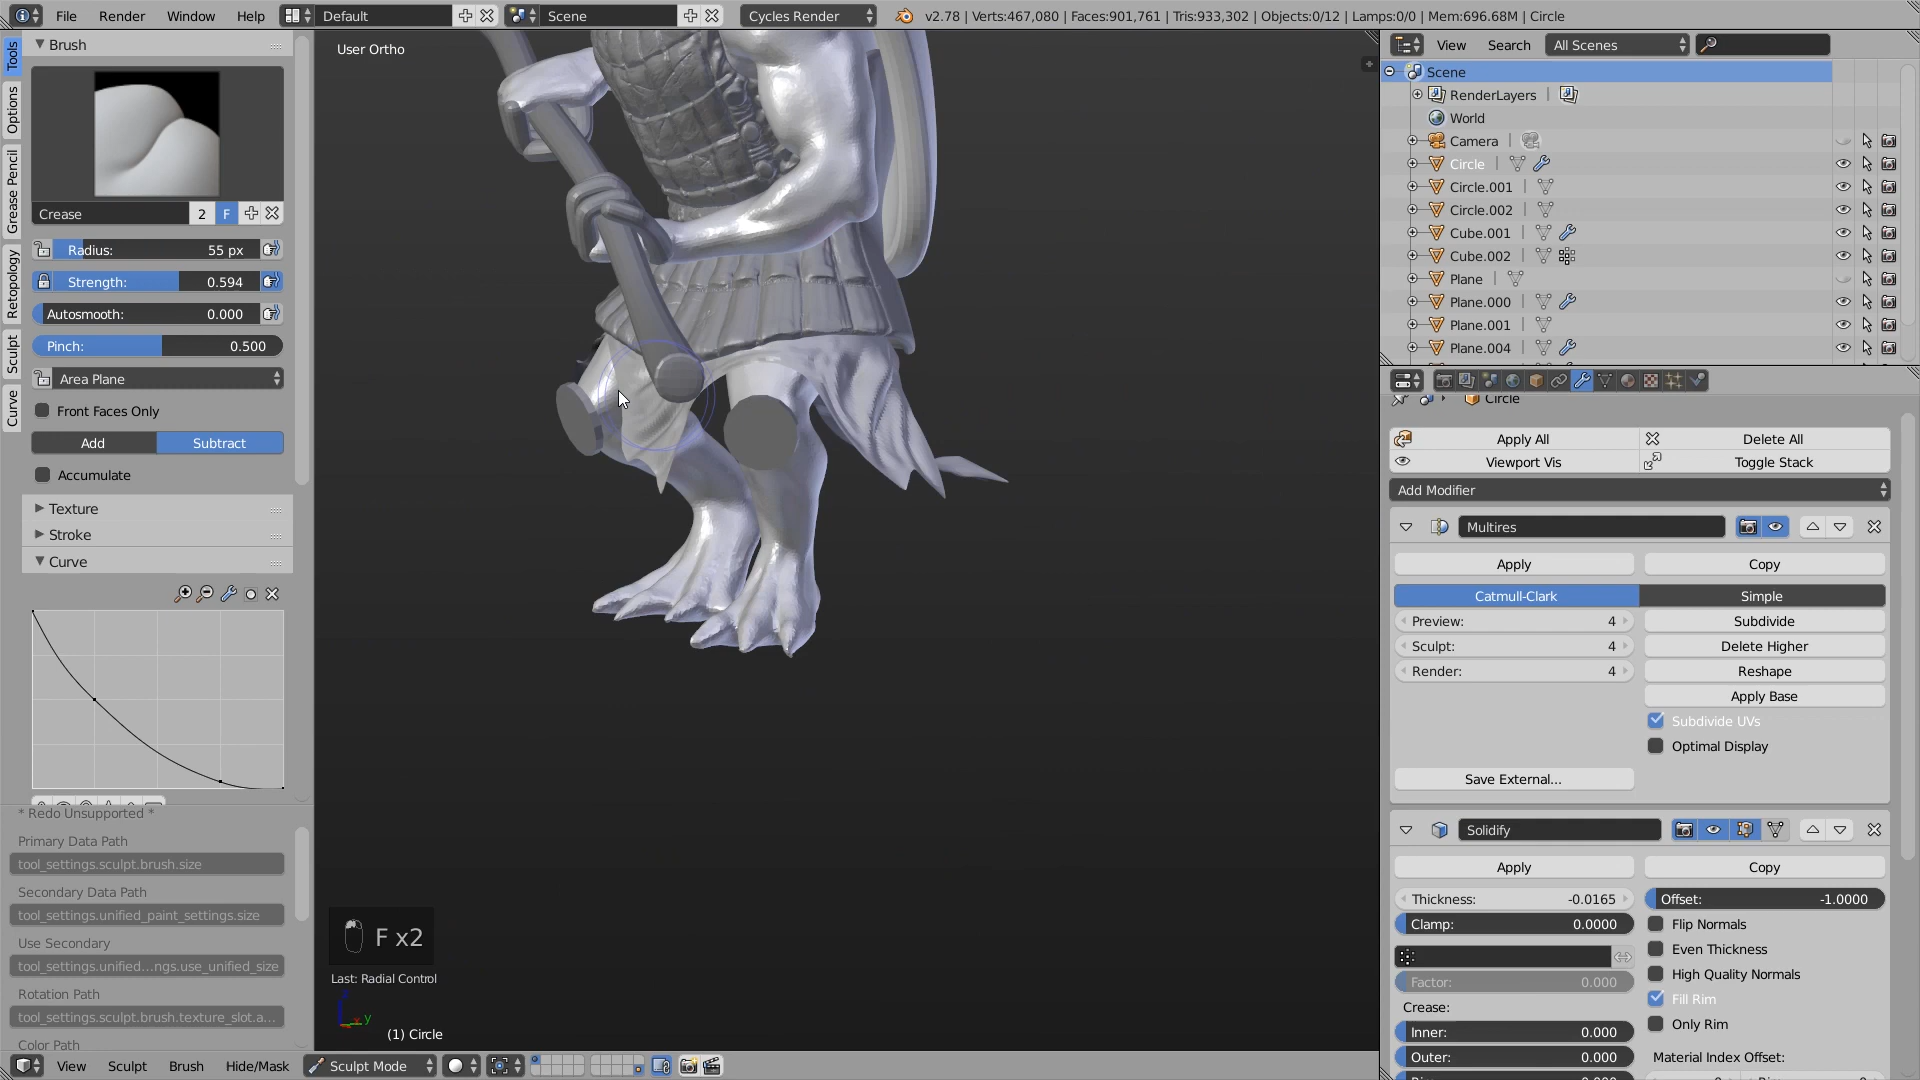 File Render Window Help Default Scene Cycles Render v2.78 | Verts:467,080 | Faces:901,761 | Tris:933,302 | Objects:0/12 | Lamps:0/0 | Mem:696.68M | Circle
Tools
Options
Grease Pencil
Retopology
Sculpt
Curve
Brush
Crease 2 F
Radius: 55 px
Strength: 0.594
Autosmooth: 0.000
Pinch: 0.500
Area Plane
Front Faces Only
Add Subtract
Accumulate
Texture
Stroke
Curve
* Redo Unsupported *
Primary Data Path
tool_settings.sculpt.brush.size
Secondary Data Path
tool_settings.unified_paint_settings.size
Use Secondary
tool_settings.unified...ngs.use_unified_size
Rotation Path
tool_settings.sculpt.brush.texture_slot.a...
Color Path
User Ortho
F x2
Last: Radial Control
y
(1) Circle
View Sculpt Brush Hide/Mask Sculpt Mode
View Search All Scenes
Scene
RenderLayers |
World
Camera |
Circle |
Circle.001 |
Circle.002 |
Cube.001 |
Cube.002 |
Plane |
Plane.000 |
Plane.001 |
Plane.004 |
Circle
Apply All Delete All
Viewport Vis Toggle Stack
Add Modifier
Multires
Apply Copy
Catmull-Clark Simple
Preview: 4 Subdivide
Sculpt: 4 Delete Higher
Render: 4 Reshape
Apply Base
Subdivide UVs
Optimal Display
Save External...
Solidify
Apply Copy
Thickness: -0.0165 Offset: -1.0000
Clamp: 0.0000 Flip Normals
Even Thickness
Factor: 0.000 High Quality Normals
Crease: Fill Rim
Inner: 0.000 Only Rim
Outer: 0.000 Material Index Offset: